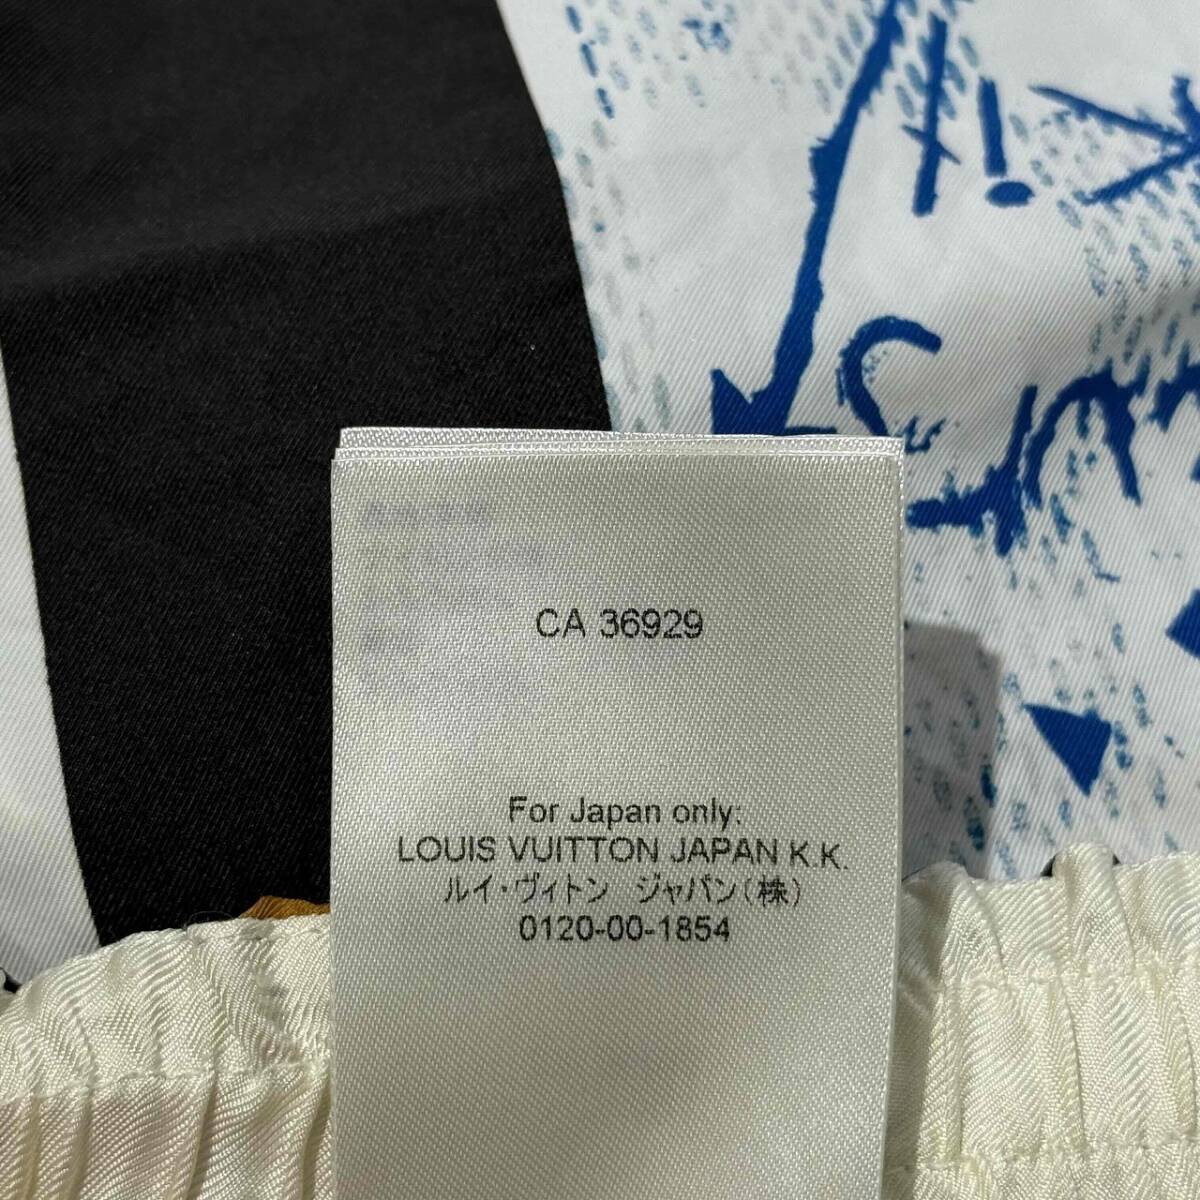 CA 36929
For Japan only:
LOUIS VUITTON JAPAN K.K.
ルイ・ヴィトン ジャパン(株)
0120-00-1854